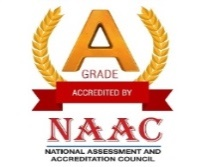 A
GRADE
ACCREDITED BY
NAAC
NATIONAL ASSESSMENT AND
ACCREDITATION COUNCIL